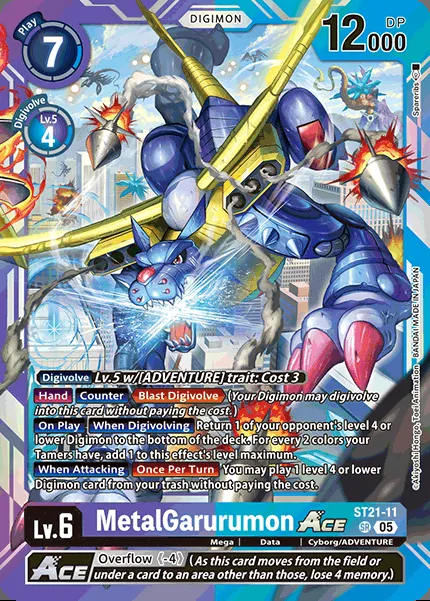 DIGIMON
Play
7
12000
DP
Digivolve
Lv.5
4
Spareribs
©Akiyoshi Hongo, Toei Animation BANDAI MADE IN JAPAN
Digivolve Lv.5 w/[ADVENTURE] trait: Cost 3
Hand Counter Blast Digivolve (Your Digimon may digivolve
into this card without paying the cost.)
On Play When Digivolving Return 1 of your opponent's level 4 or
lower Digimon to the bottom of the deck. For every 2 colors your
Tamers have, add 1 to this effect's level maximum.
When Attacking Once Per Turn You may play 1 level 4 or lower
Digimon card from your trash without paying the cost.
ST21-11
Lv.6 MetalGarurumon ACE SR 05
Mega Data Cyborg/ADVENTURE
ACE Overflow《-4》(As this card moves from the field or
under a card to an area other than those, lose 4 memory.)